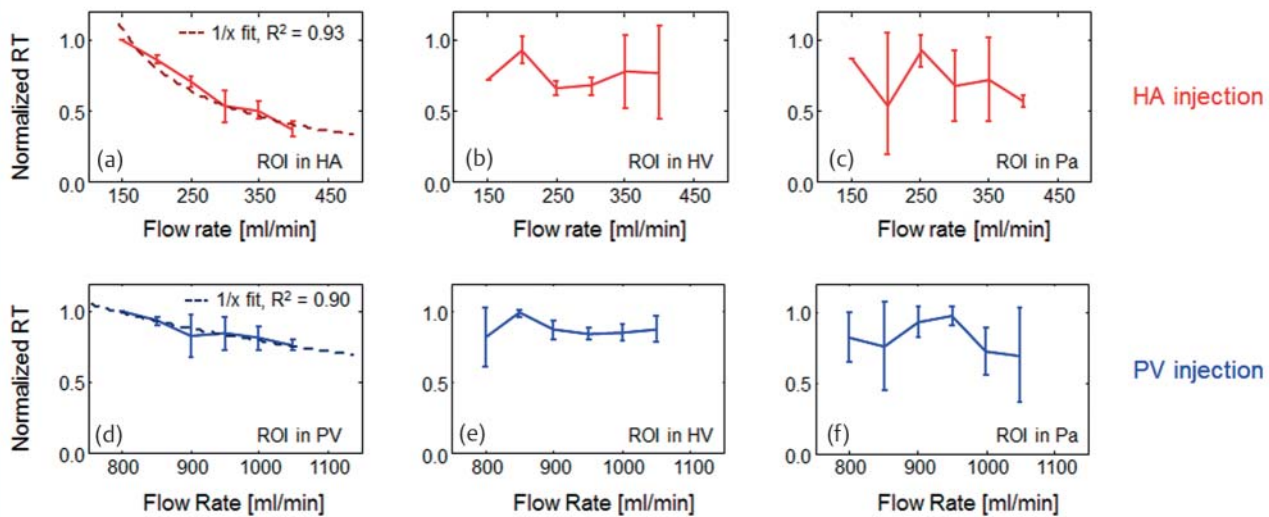 Normalized RT
1.0
0.5
0.0
1/x fit, R² = 0.93
(a)
ROI in HA
150
250
350
450
Flow rate [ml/min]
1.0
0.5
0.0
(b)
ROI in HV
150
250
350
450
Flow rate [ml/min]
1.0
0.5
0.0
(c)
ROI in Pa
150
250
350
450
Flow rate [ml/min]
HA injection
Normalized RT
1.0
0.5
0.0
1/x fit, R² = 0.90
(d)
ROI in PV
800
900
1000
1100
Flow Rate [ml/min]
1.0
0.5
0.0
(e)
ROI in HV
800
900
1000
1100
Flow Rate [ml/min]
1.0
0.5
0.0
(f)
ROI in Pa
800
900
1000
1100
Flow Rate [ml/min]
PV injection